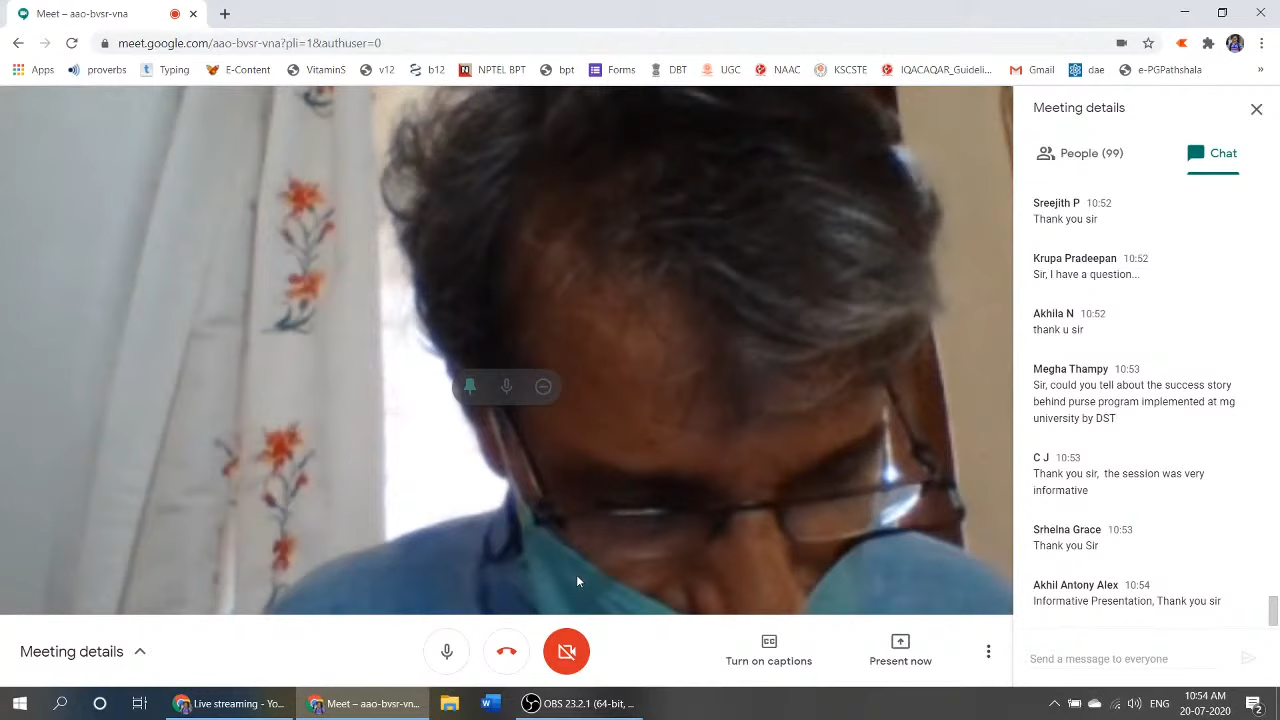 Meet – aao-bvsr-vna
meet.google.com/aao-bvsr-vna?pli=1&authuser=0
Apps proverbs Typing E-Content VitaminS v12 b12 NPTEL BPT bpt Forms DBT UGC NAAC KSCSTE IQACAQAR_Guideli... Gmail dae e-PGPathshala »
Meeting details
People (99) Chat
Sreejith P 10:52
Thank you sir
Krupa Pradeepan 10:52
Sir, I have a question...
Akhila N 10:52
thank u sir
Megha Thampy 10:53
Sir, could you tell about the success story
behind purse program implemented at mg
university by DST
C J 10:53
Thank you sir, the session was very
informative
Srhelna Grace 10:53
Thank you Sir
Akhil Antony Alex 10:54
Informative Presentation, Thank you sir
Send a message to everyone
Meeting details
CC
Turn on captions
Present now
Live streaming - Yo...
Meet – aao-bvsr-vna...
W
OBS 23.2.1 (64-bit, ...
ENG
10:54 AM
20-07-2020
2